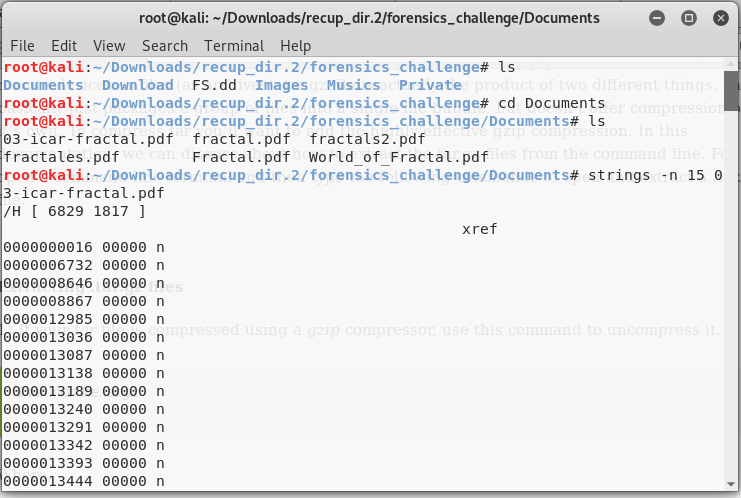 root@kali: ~/Downloads/recup_dir.2/forensics_challenge/Documents
File Edit View Search Terminal Help
root@kali:~/Downloads/recup_dir.2/forensics_challenge# ls
Documents Download FS.dd Images Musics Private
root@kali:~/Downloads/recup_dir.2/forensics_challenge# cd Documents
root@kali:~/Downloads/recup_dir.2/forensics_challenge/Documents# ls
03-icar-fractal.pdf fractal.pdf fractals2.pdf
fractales.pdf Fractal.pdf World_of_Fractal.pdf
root@kali:~/Downloads/recup_dir.2/forensics_challenge/Documents# strings -n 15 0
3-icar-fractal.pdf
/H [ 6829 1817 ]
xref
0000000016 00000 n
0000006732 00000 n
0000008646 00000 n
0000008867 00000 n
0000012985 00000 n
0000013036 00000 n
0000013087 00000 n
0000013138 00000 n
0000013189 00000 n
0000013240 00000 n
0000013291 00000 n
0000013342 00000 n
0000013393 00000 n
0000013444 00000 n